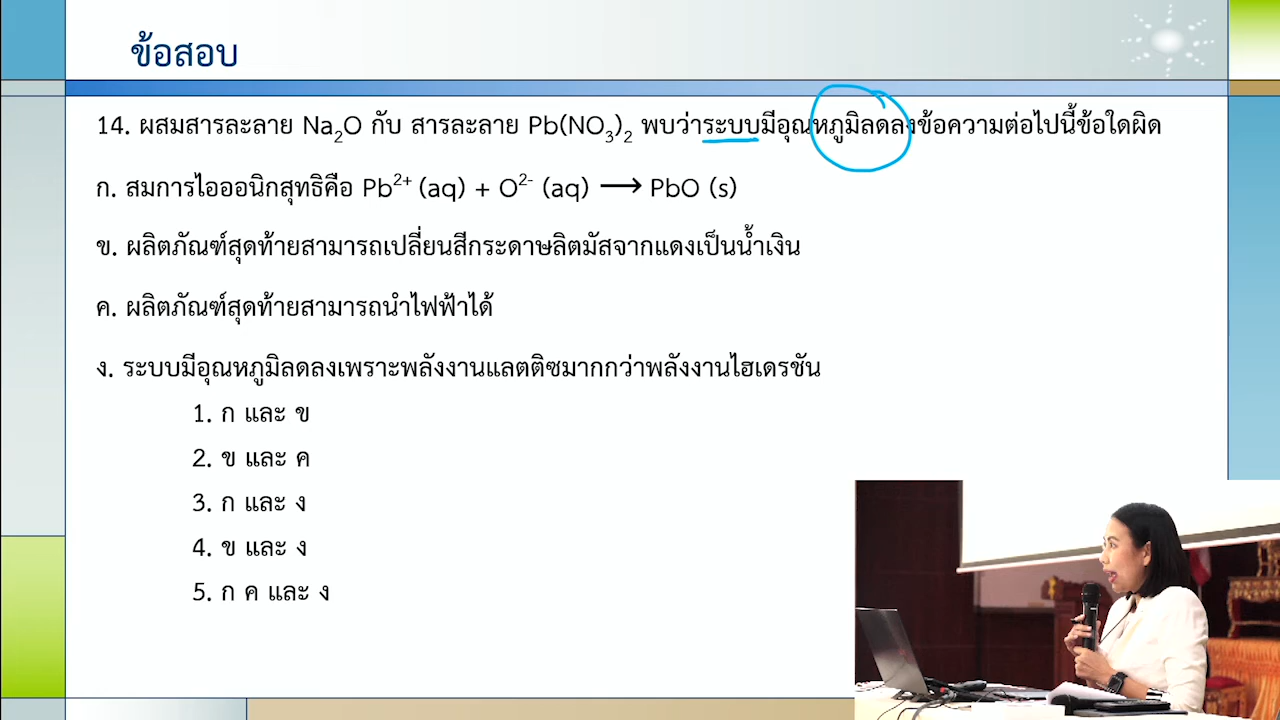 ข้อสอบ
14. ผสมสารละลาย Na₂O กับ สารละลาย Pb(NO₃)₂ พบว่าระบบมีอุณหภูมิลดลงข้อความต่อไปนี้ข้อใดผิด
ก. สมการไอออนิกสุทธิคือ Pb²⁺ (aq) + O²⁻ (aq) ⟶ PbO (s)
ข. ผลิตภัณฑ์สุดท้ายสามารถเปลี่ยนสีกระดาษลิตมัสจากแดงเป็นน้ำเงิน
ค. ผลิตภัณฑ์สุดท้ายสามารถนำไฟฟ้าได้
ง. ระบบมีอุณหภูมิลดลงเพราะพลังงานแลตติซมากกว่าพลังงานไฮเดรชัน
1. ก และ ข
2. ข และ ค
3. ก และ ง
4. ข และ ง
5. ก ค และ ง